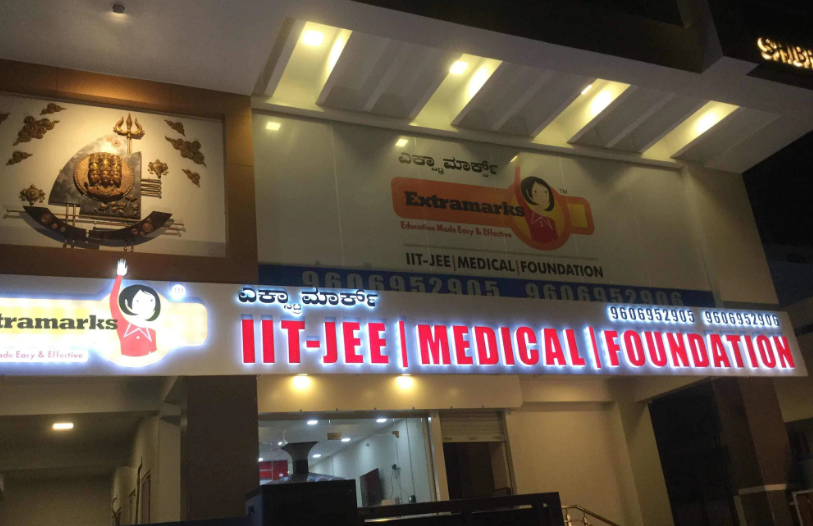 ಎಕ್ಸ್ಟ್ರಾಮಾರ್ಕ್ಸ್
Extramarks
TM
Education Made Easy & Effective
IIT-JEE|MEDICAL|FOUNDATION
9606952905 9606952906
ಎಕ್ಸ್ಟ್ರಾಮಾರ್ಕ್ಸ್
9606952905 9606952906
tramarks
®
ade Easy & Effective
IIT-JEE|MEDICAL|FOUNDATION